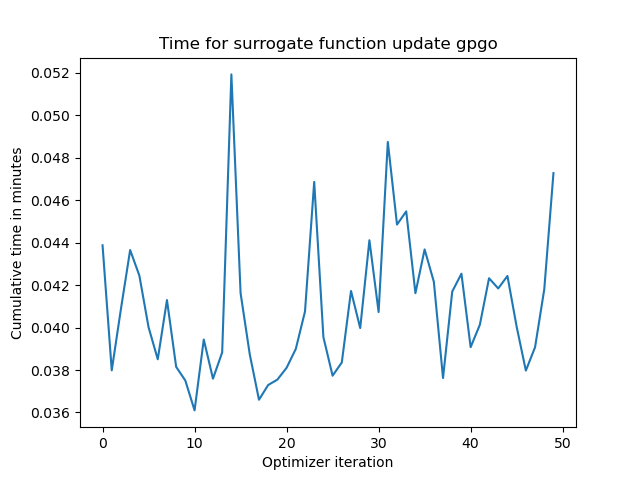 Time for surrogate function update gpgo
Cumulative time in minutes
0.052
0.050
0.048
0.046
0.044
0.042
0.040
0.038
0.036
0 10 20 30 40 50
Optimizer iteration